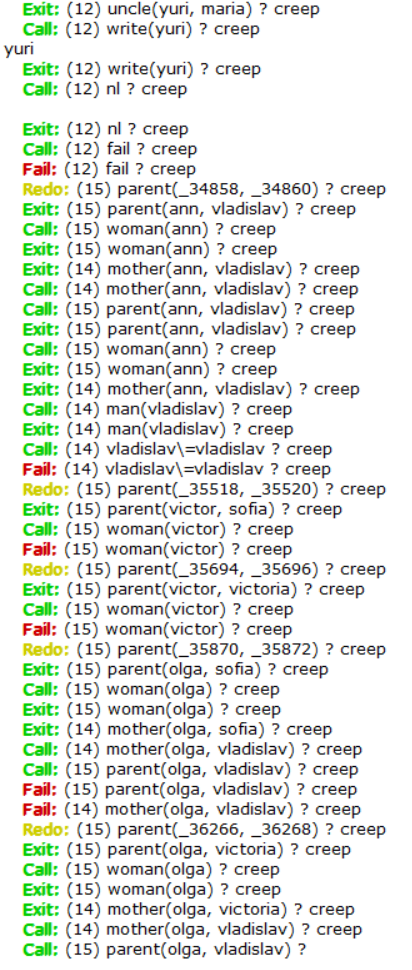 Exit: (12) uncle(yuri, maria) ? creep
Call: (12) write(yuri) ? creep
yuri
Exit: (12) write(yuri) ? creep
Call: (12) nl ? creep
Exit: (12) nl ? creep
Call: (12) fail ? creep
Fail: (12) fail ? creep
Redo: (15) parent(_34858, _34860) ? creep
Exit: (15) parent(ann, vladislav) ? creep
Call: (15) woman(ann) ? creep
Exit: (15) woman(ann) ? creep
Exit: (14) mother(ann, vladislav) ? creep
Call: (14) mother(ann, vladislav) ? creep
Call: (15) parent(ann, vladislav) ? creep
Exit: (15) parent(ann, vladislav) ? creep
Call: (15) woman(ann) ? creep
Exit: (15) woman(ann) ? creep
Exit: (14) mother(ann, vladislav) ? creep
Call: (14) man(vladislav) ? creep
Exit: (14) man(vladislav) ? creep
Call: (14) vladislav\=vladislav ? creep
Fail: (14) vladislav\=vladislav ? creep
Redo: (15) parent(_35518, _35520) ? creep
Exit: (15) parent(victor, sofia) ? creep
Call: (15) woman(victor) ? creep
Fail: (15) woman(victor) ? creep
Redo: (15) parent(_35694, _35696) ? creep
Exit: (15) parent(victor, victoria) ? creep
Call: (15) woman(victor) ? creep
Fail: (15) woman(victor) ? creep
Redo: (15) parent(_35870, _35872) ? creep
Exit: (15) parent(olga, sofia) ? creep
Call: (15) woman(olga) ? creep
Exit: (15) woman(olga) ? creep
Exit: (14) mother(olga, sofia) ? creep
Call: (14) mother(olga, vladislav) ? creep
Call: (15) parent(olga, vladislav) ? creep
Fail: (15) parent(olga, vladislav) ? creep
Fail: (14) mother(olga, vladislav) ? creep
Redo: (15) parent(_36266, _36268) ? creep
Exit: (15) parent(olga, victoria) ? creep
Call: (15) woman(olga) ? creep
Exit: (15) woman(olga) ? creep
Exit: (14) mother(olga, victoria) ? creep
Call: (14) mother(olga, vladislav) ? creep
Call: (15) parent(olga, vladislav) ?